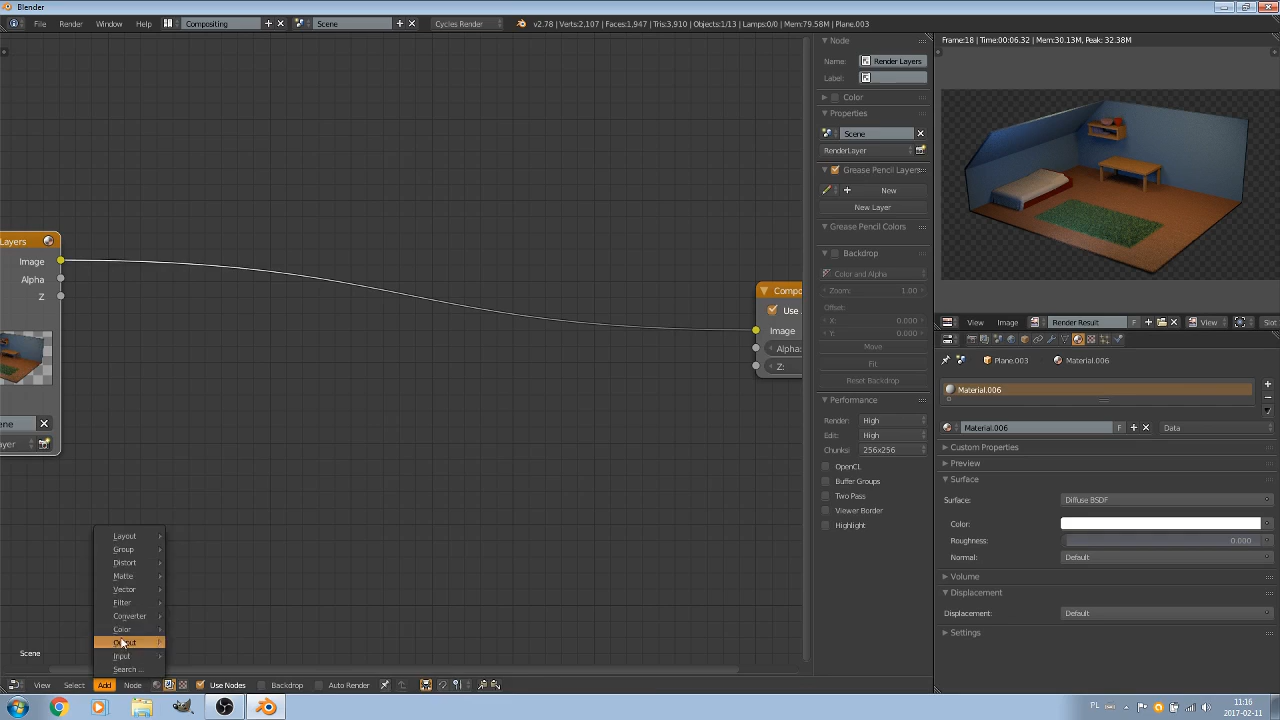 Blender
File
Render
Window
Help
Compositing
Scene
Cycles Render
v2.78 | Verts:2,107 | Faces:1,947 | Tris:3,910 | Objects:1/13 | Lamps:0/0 | Mem:79.58M | Plane.003
Frame:18 | Time:00:06.32 | Mem:30.13M, Peak: 32.38M
Node
Name:
Render Layers
Label:
Color
Properties
Scene
RenderLayer
Grease Pencil Layers
New
New Layer
Grease Pencil Colors
Backdrop
Color and Alpha
Zoom:
1.00
Offset:
X:
0.000
Y:
0.000
Move
Fit
Reset Backdrop
Performance
Render:
High
Edit:
High
Chunks:
256x256
OpenCL
Buffer Groups
Two Pass
Viewer Border
Highlight
Layers
Image
Alpha
Z
ene
ayer
Compo
Use
Image
Alpha:
Z:
Layout
Group
Distort
Matte
Vector
Filter
Converter
Color
Output
Input
Search ...
Scene
View
Select
Add
Node
Use Nodes
Backdrop
Auto Render
View
Image
Render Result
F
View
Slot
Plane.003
Material.006
Material.006
Material.006
F
Data
Custom Properties
Preview
Surface
Surface:
Diffuse BSDF
Color:
Roughness:
0.000
Normal:
Default
Volume
Displacement
Displacement:
Default
Settings
PL
11:16
2017-02-11